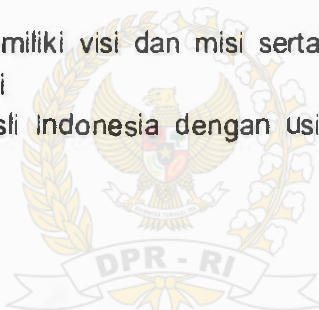 miliki visi dan misi serta
i
sli Indonesia dengan usi
DPR - RI